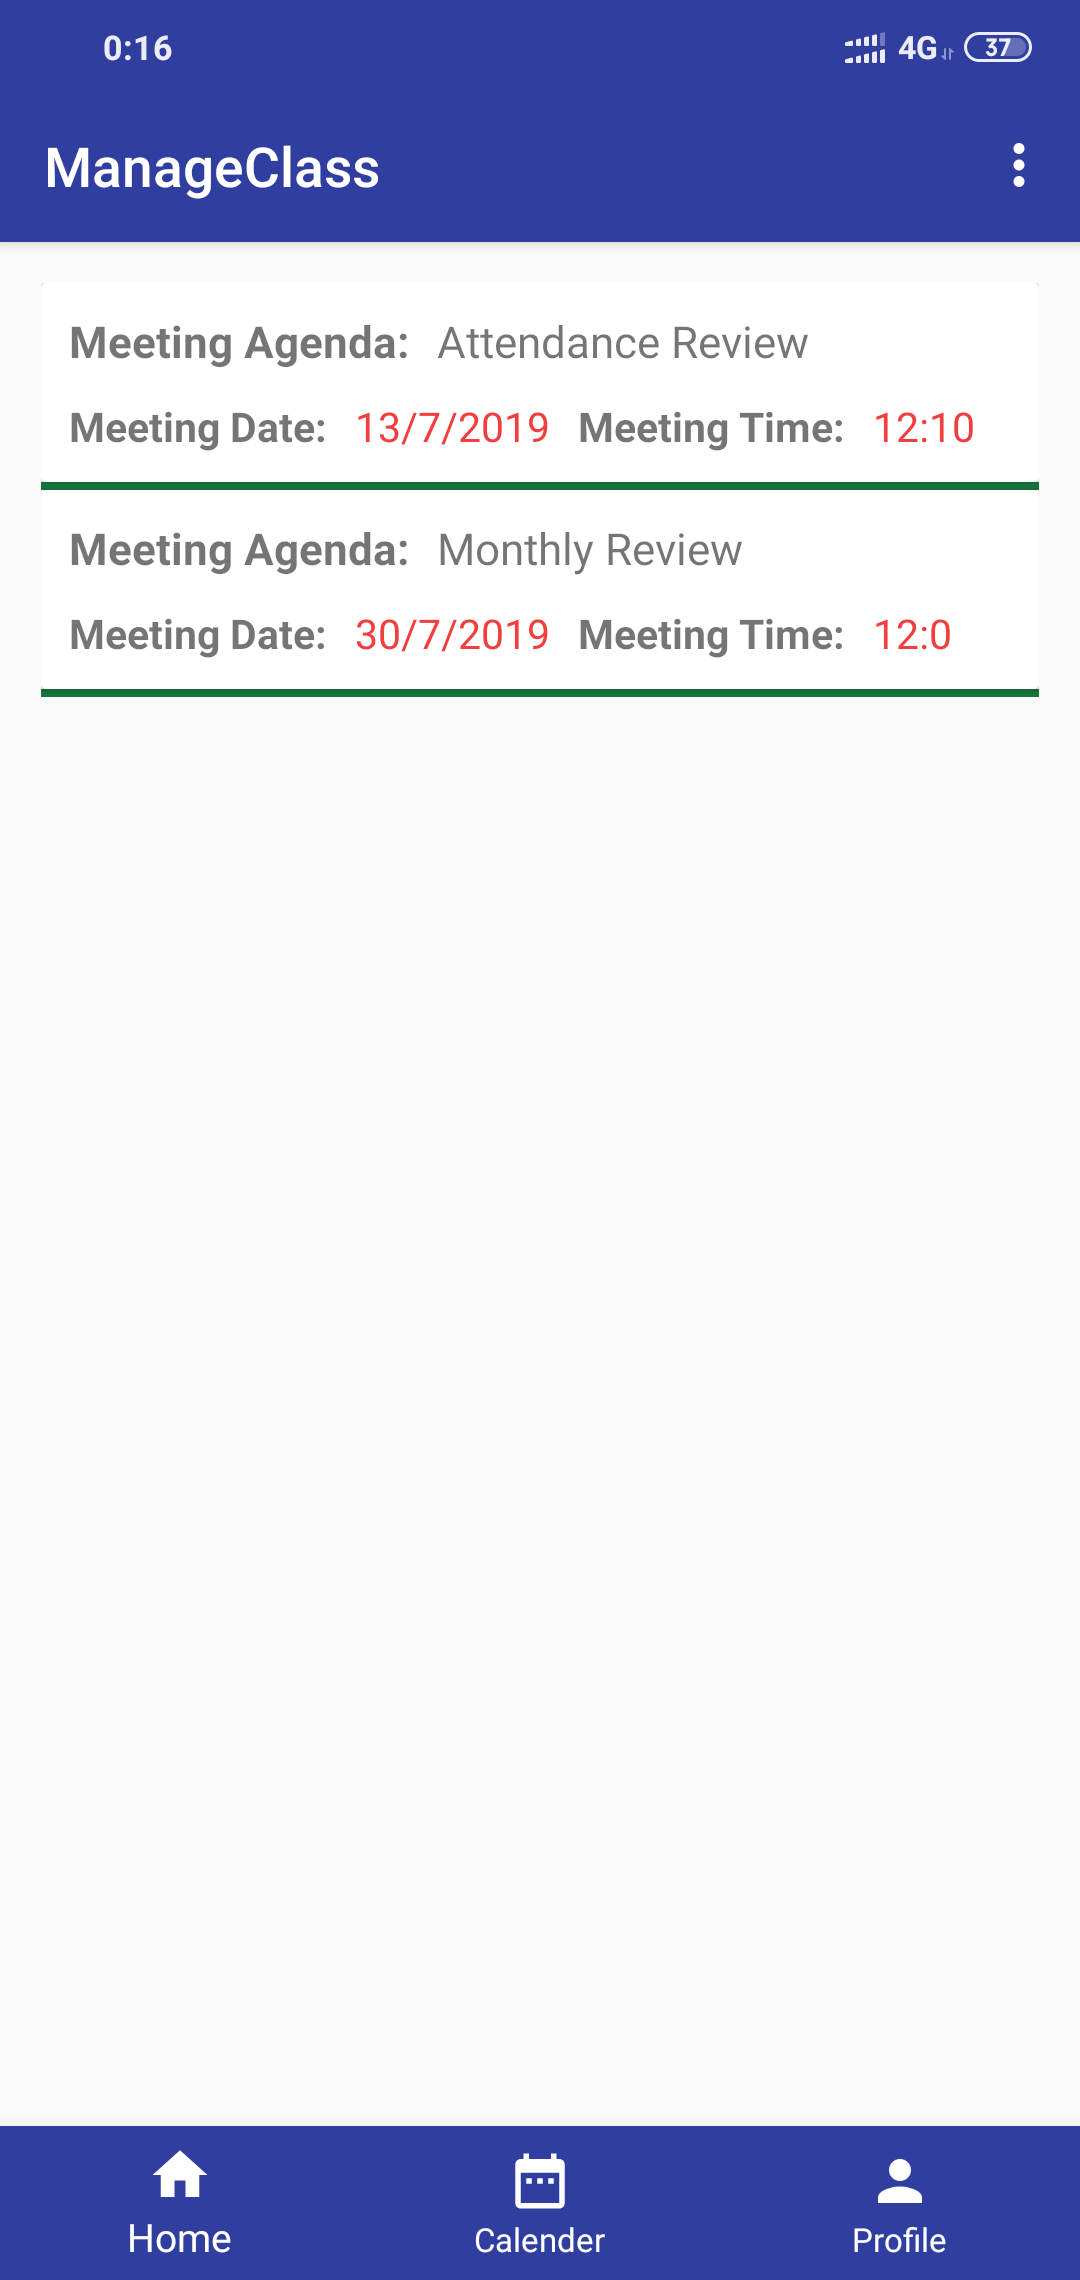 0:16 4G 37
ManageClass
Meeting Agenda: Attendance Review
Meeting Date: 13/7/2019 Meeting Time: 12:10
Meeting Agenda: Monthly Review
Meeting Date: 30/7/2019 Meeting Time: 12:0
Home Calender Profile